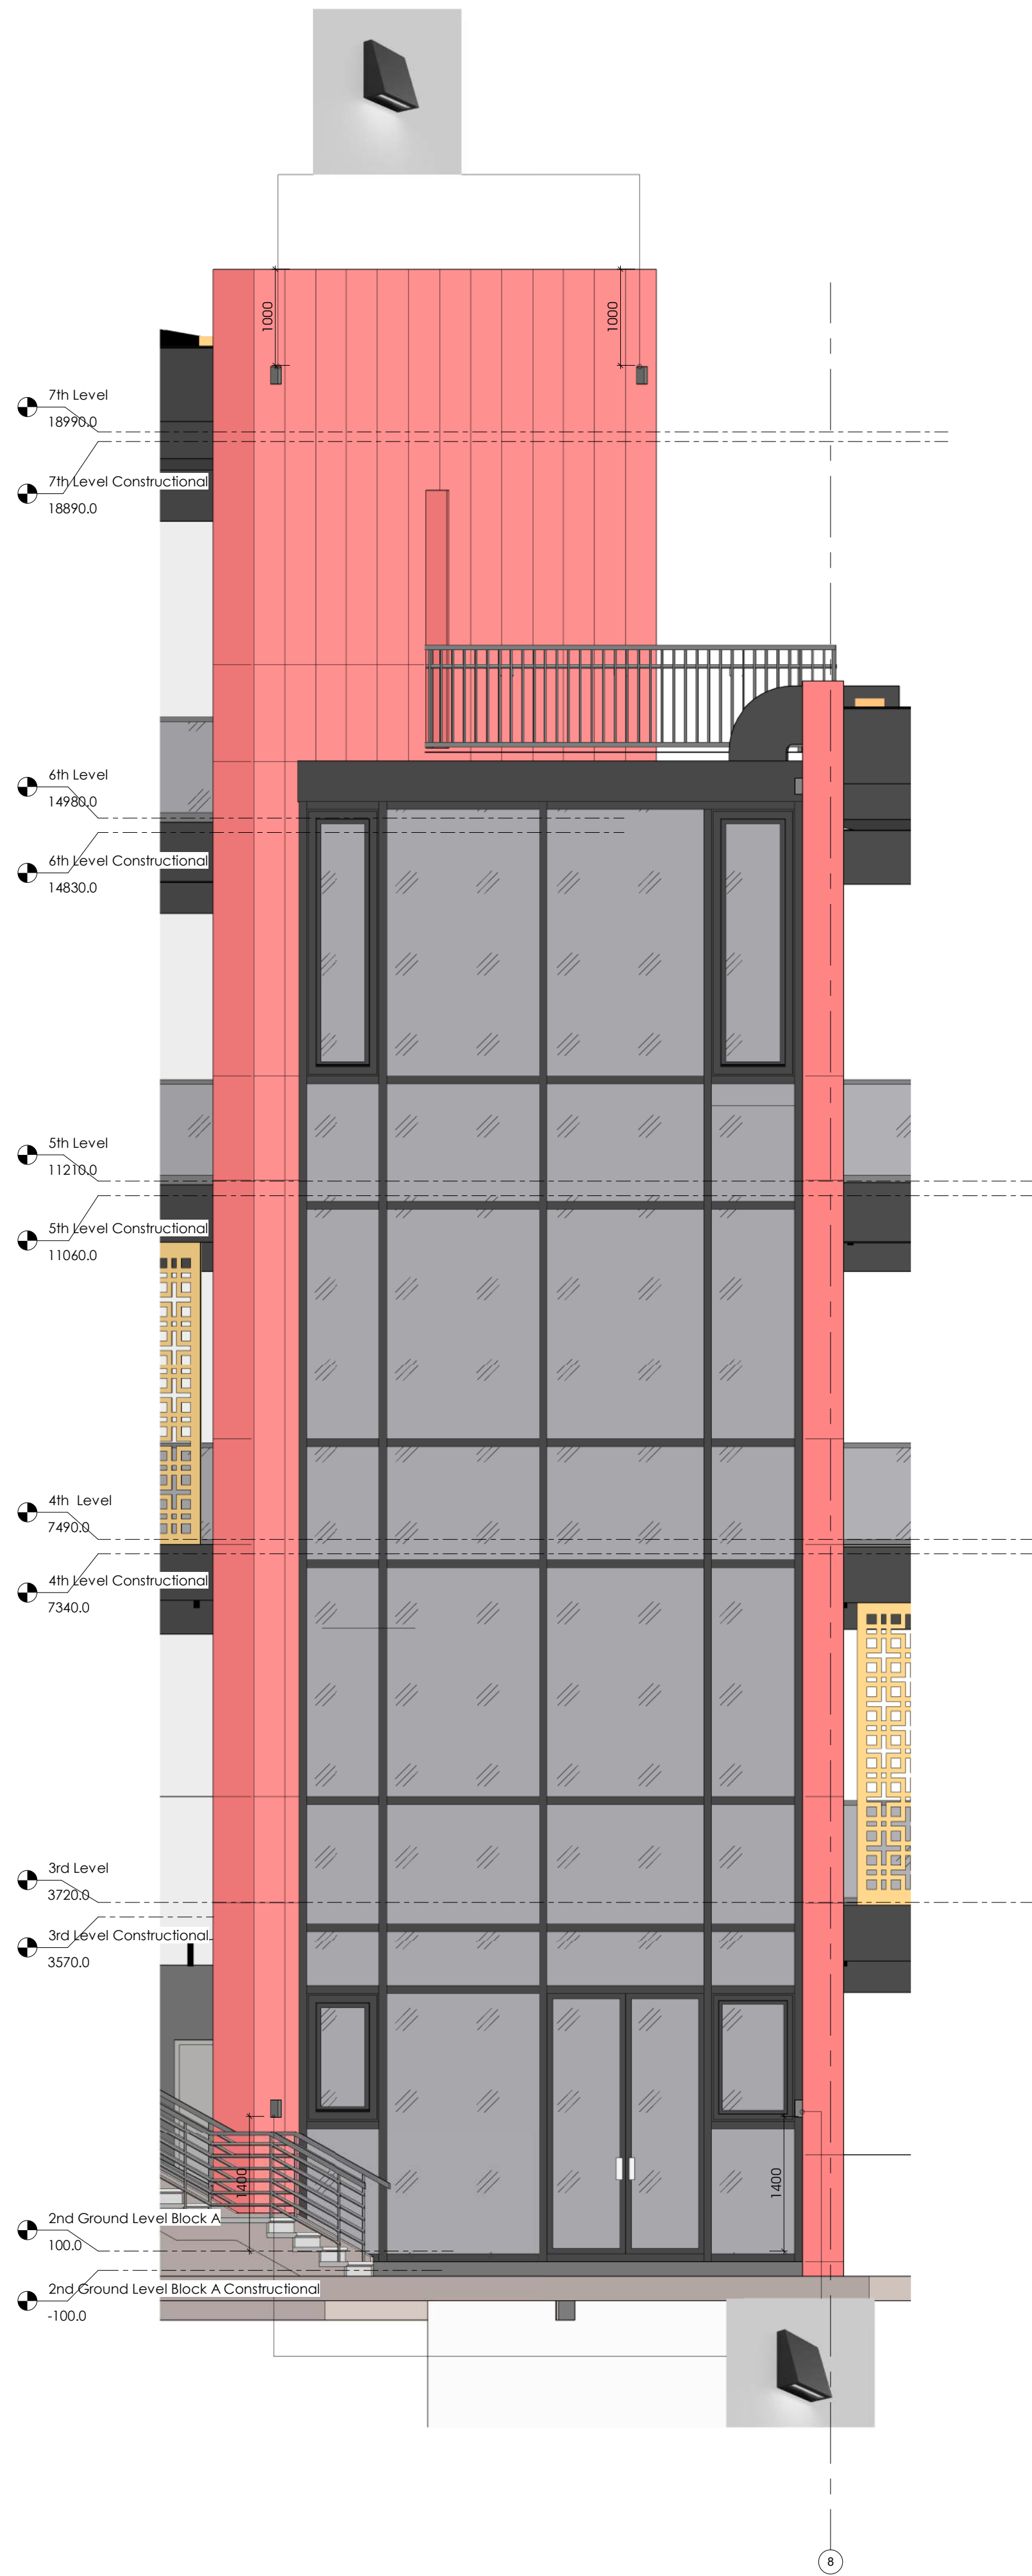 1000
1000
7th Level
18990.0
7th Level Constructional
18890.0
6th Level
14980.0
6th Level Constructional
14830.0
5th Level
11210.0
5th Level Constructional
11060.0
4th  Level
7490.0
4th Level Constructional
7340.0
3rd Level
3720.0
3rd Level Constructional
3570.0
1400
1400
2nd Ground Level Block A
100.0
2nd Ground Level Block A Constructional
-100.0
8